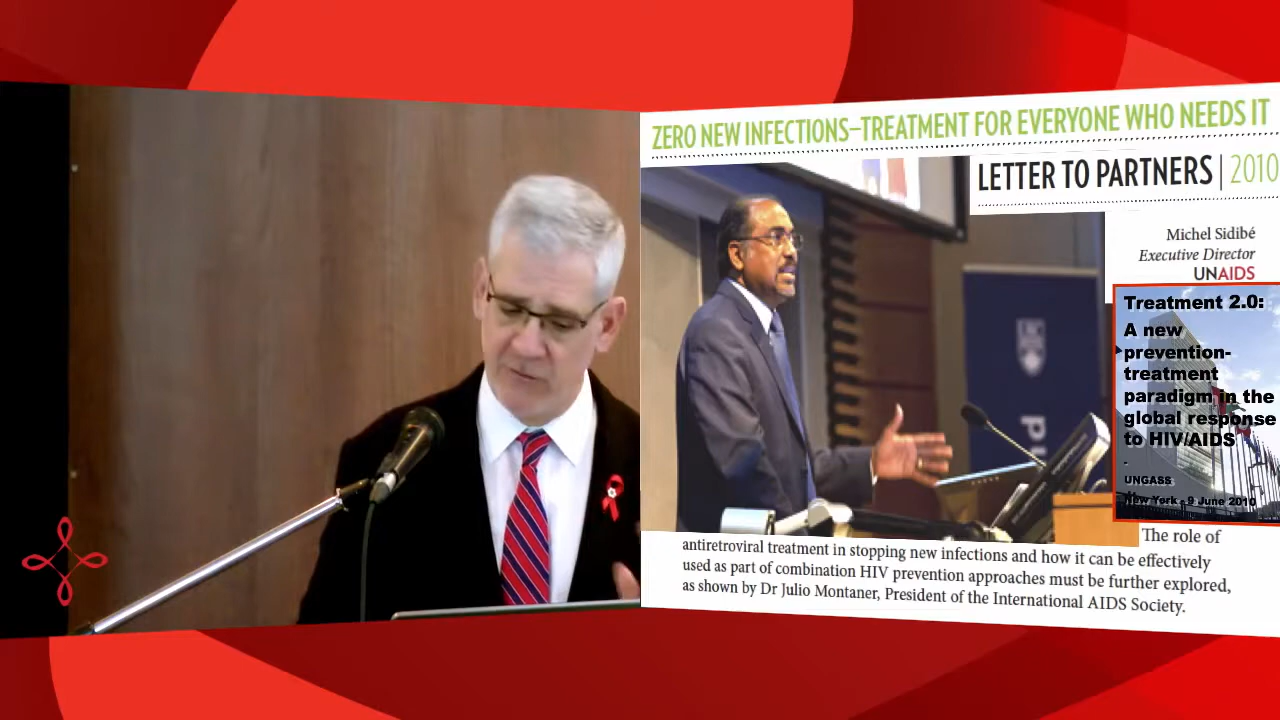 ZERO NEW INFECTIONS–TREATMENT FOR EVERYONE WHO NEEDS IT
LETTER TO PARTNERS | 2010
Michel Sidibé
Executive Director
UNAIDS
Treatment 2.0:
A new
prevention-
treatment
paradigm in the
global response
to HIV/AIDS
UNGASS
New York - 9 June 2010
The role of
antiretroviral treatment in stopping new infections and how it can be effectively
used as part of combination HIV prevention approaches must be further explored,
as shown by Dr Julio Montaner, President of the International AIDS Society.